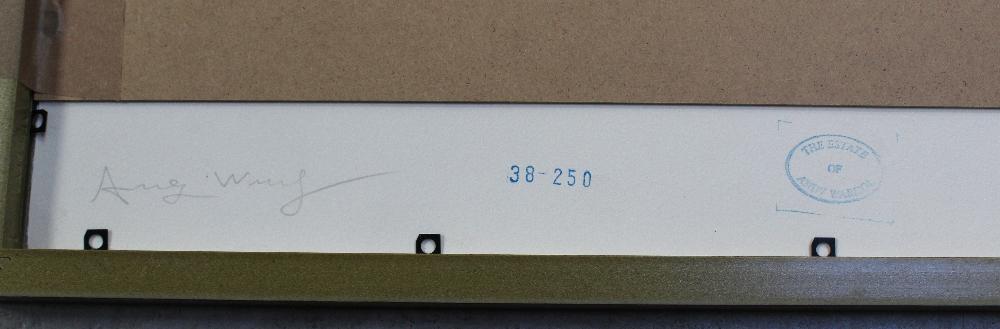 38-250
THE ESTATE
OF
ANDY WARHOL